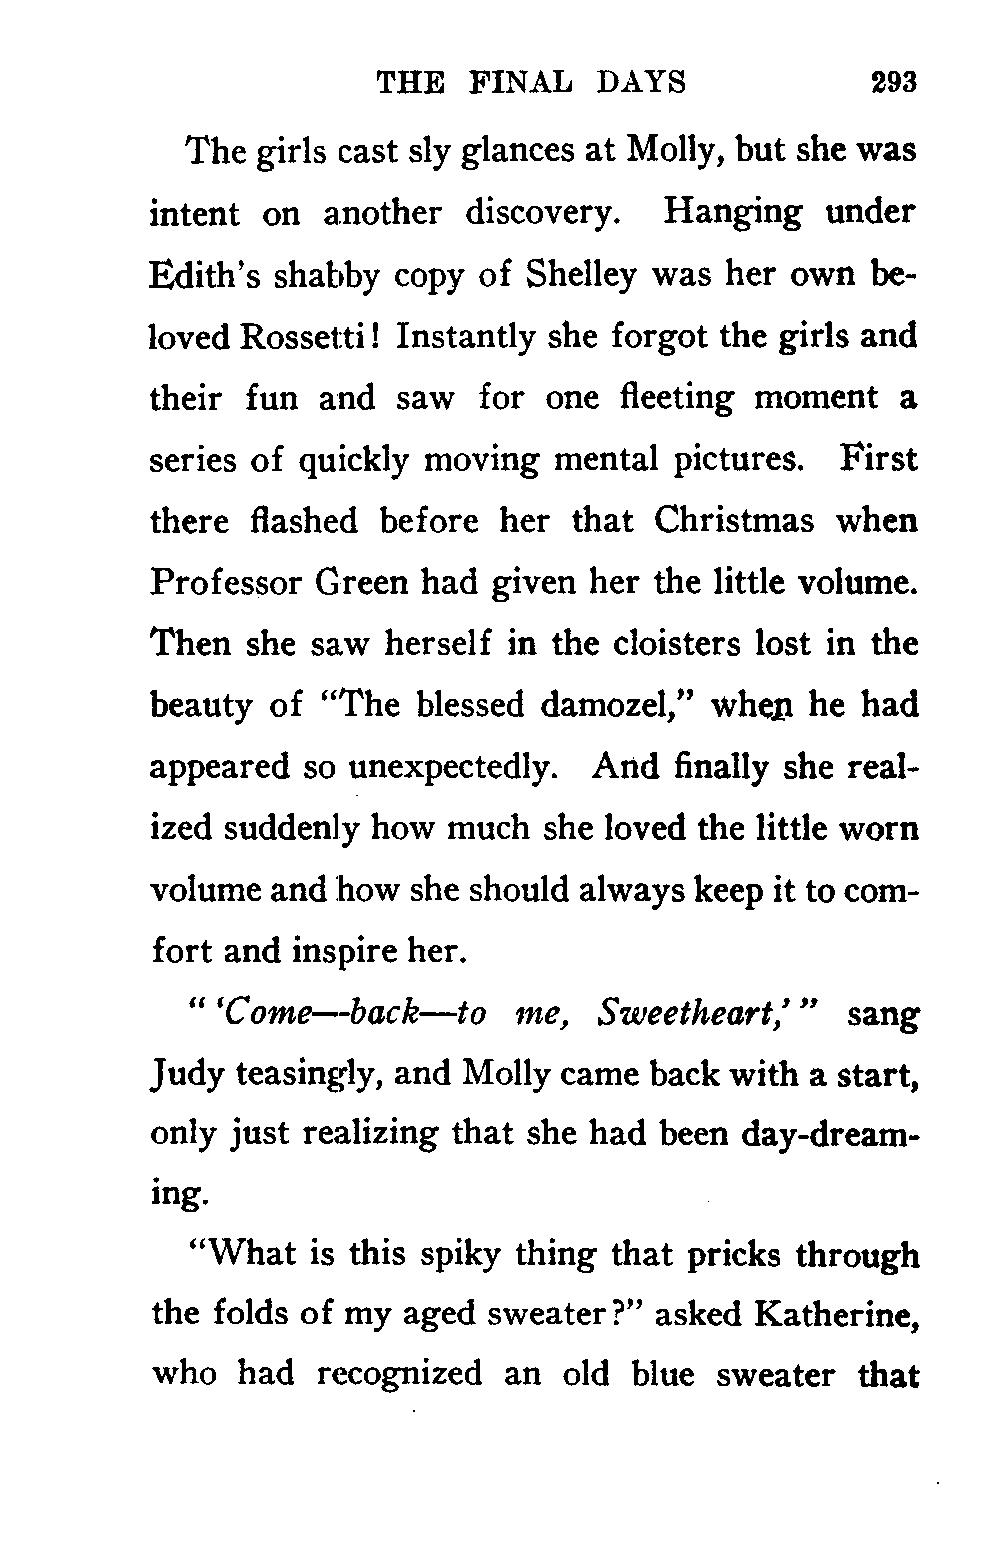 THE FINAL DAYS 293
The girls cast sly glances at Molly, but she was
intent on another discovery. Hanging under
Edith's shabby copy of Shelley was her own be-
loved Rossetti! Instantly she forgot the girls and
their fun and saw for one fleeting moment a
series of quickly moving mental pictures. First
there flashed before her that Christmas when
Professor Green had given her the little volume.
Then she saw herself in the cloisters lost in the
beauty of "The blessed damozel," when he had
appeared so unexpectedly. And finally she real-
ized suddenly how much she loved the little worn
volume and how she should always keep it to com-
fort and inspire her.
"'Come—back—to me, Sweetheart,'" sang
Judy teasingly, and Molly came back with a start,
only just realizing that she had been day-dream-
ing.
"What is this spiky thing that pricks through
the folds of my aged sweater?" asked Katherine,
who had recognized an old blue sweater that